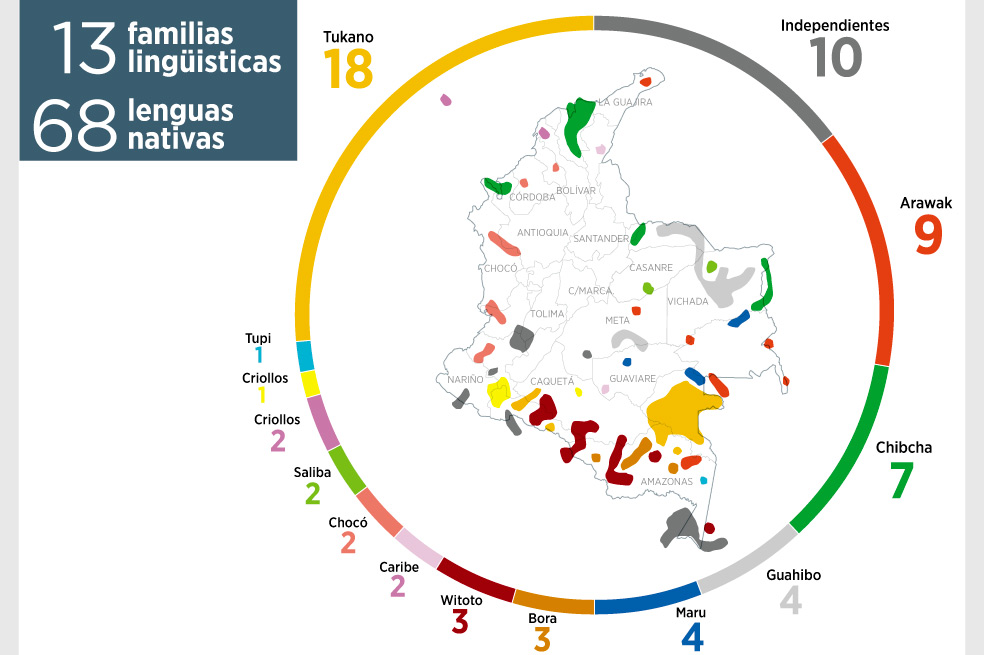 13 familias
lingüisticas
68 lenguas
nativas
Tukano
18
Independientes
10
Arawak
9
Chibcha
7
Guahibo
4
Maru
4
Bora
3
Witoto
3
Caribe
2
Chocó
2
Saliba
2
Criollos
2
Criollos
1
Tupi
1
LA GUAJIRA
CÓRDOBA
BOLÍVAR
ANTIOQUIA
SANTANDER
CHOCÓ
CASANRE
C/MARCA
VICHADA
TOLIMA
META
NARIÑO
CAQUETÁ
GUAVIARE
AMAZONAS